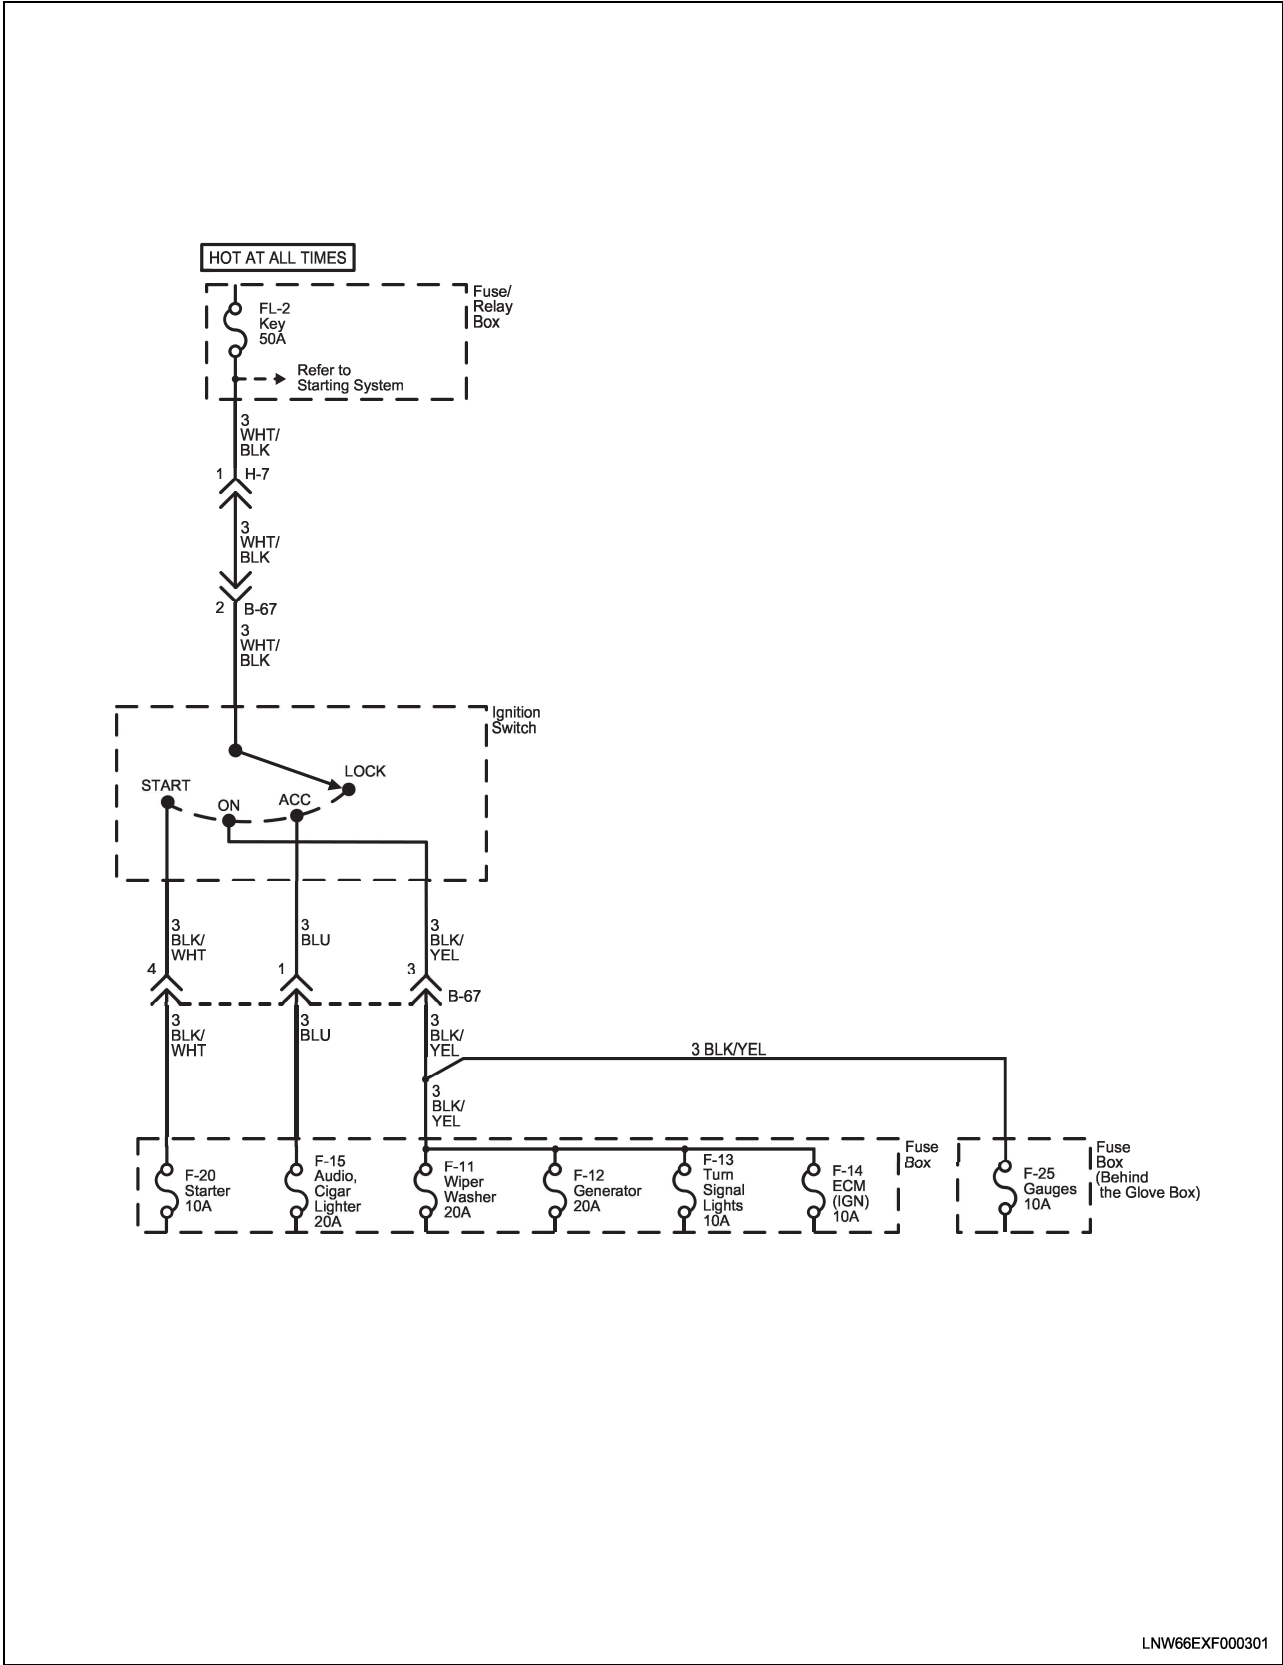 HOT AT ALL TIMES
Fuse/
Relay
Box
FL-2
Key
50A
Refer to
Starting System
3
WHT/
BLK
1 H-7
3
WHT/
BLK
2 B-67
3
WHT/
BLK
Ignition
Switch
LOCK
START
ON
ACC
3
BLK/
WHT
3
BLU
3
BLK/
YEL
4
1
3
B-67
3
BLK/
WHT
3
BLU
3
BLK/
YEL
3 BLK/YEL
3
BLK/
YEL
F-20
Starter
10A
F-15
Audio,
Cigar
Lighter
20A
F-11
Wiper
Washer
20A
F-12
Generator
20A
F-13
Turn
Signal
Lights
10A
F-14
ECM
(IGN)
10A
Fuse
Box
F-25
Gauges
10A
Fuse
Box
(Behind
the Glove Box)
LNW66EXF000301